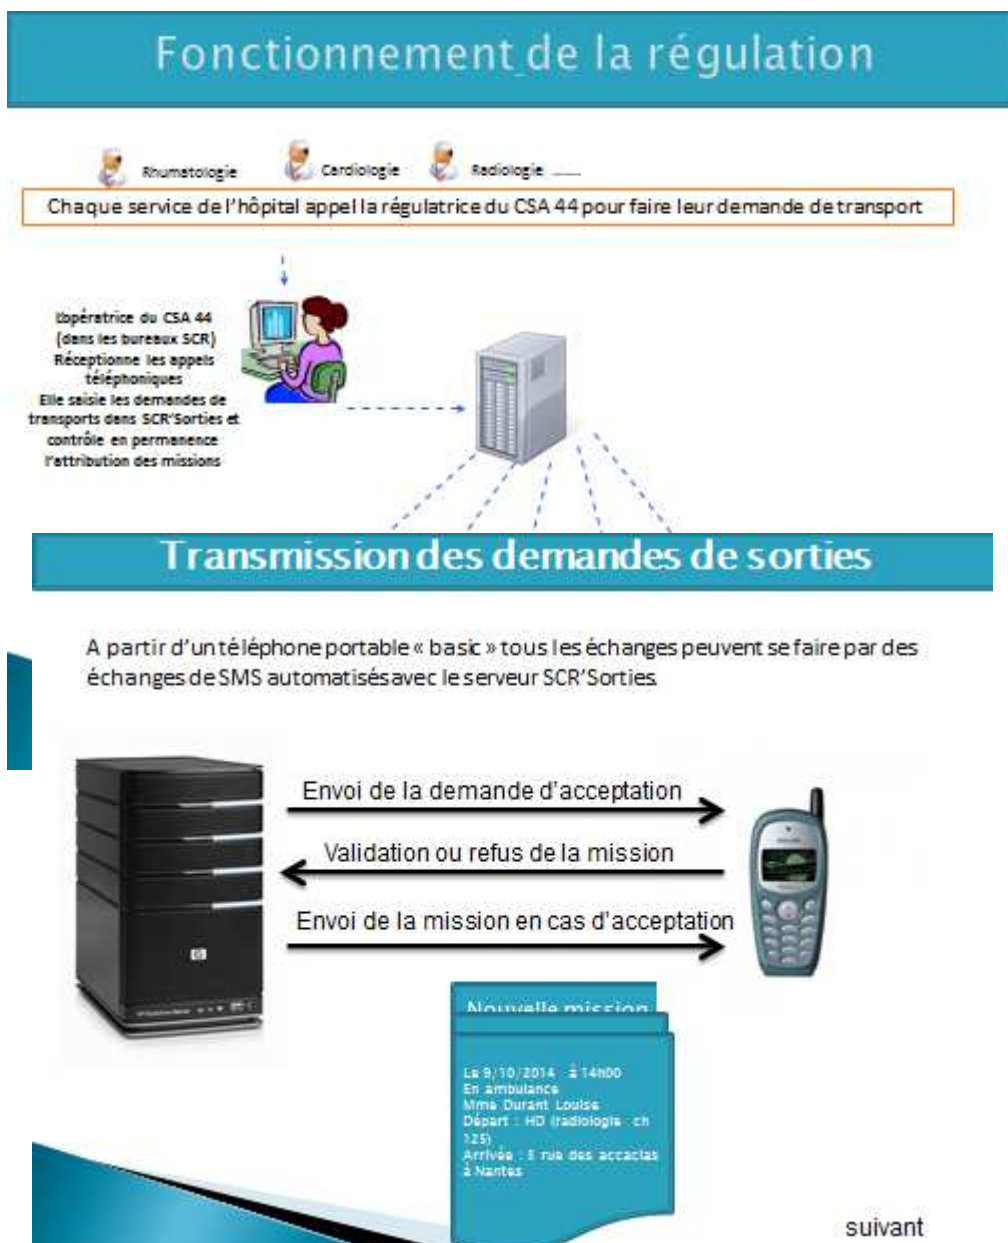 Fonctionnement de la régulation
Rhumatologie
Cardiologie
Radiologie ........
Chaque service de l'hôpital appel la régulatrice du CSA 44 pour faire leur demande de transport
L'opératrice du CSA 44
(dans les bureaux SCR)
Réceptionne les appels
téléphoniques
Elle saisie les demandes de
transports dans SCR'Sorties et
contrôle en permanence
l'attribution des missions
Transmission des demandes de sorties
A partir d'un téléphone portable « basic » tous les échanges peuvent se faire par des
échanges de SMS automatisés avec le serveur SCR'Sorties.
Envoi de la demande d'acceptation
Validation ou refus de la mission
Envoi de la mission en cas d'acceptation
Nouvelle mission
Le 9/10/2014 à 14h00
En ambulance
Mme Durant Louise
Départ : HD (radiologie ch
125)
Arrivée : 5 rue des accacias
à Nantes
suivant